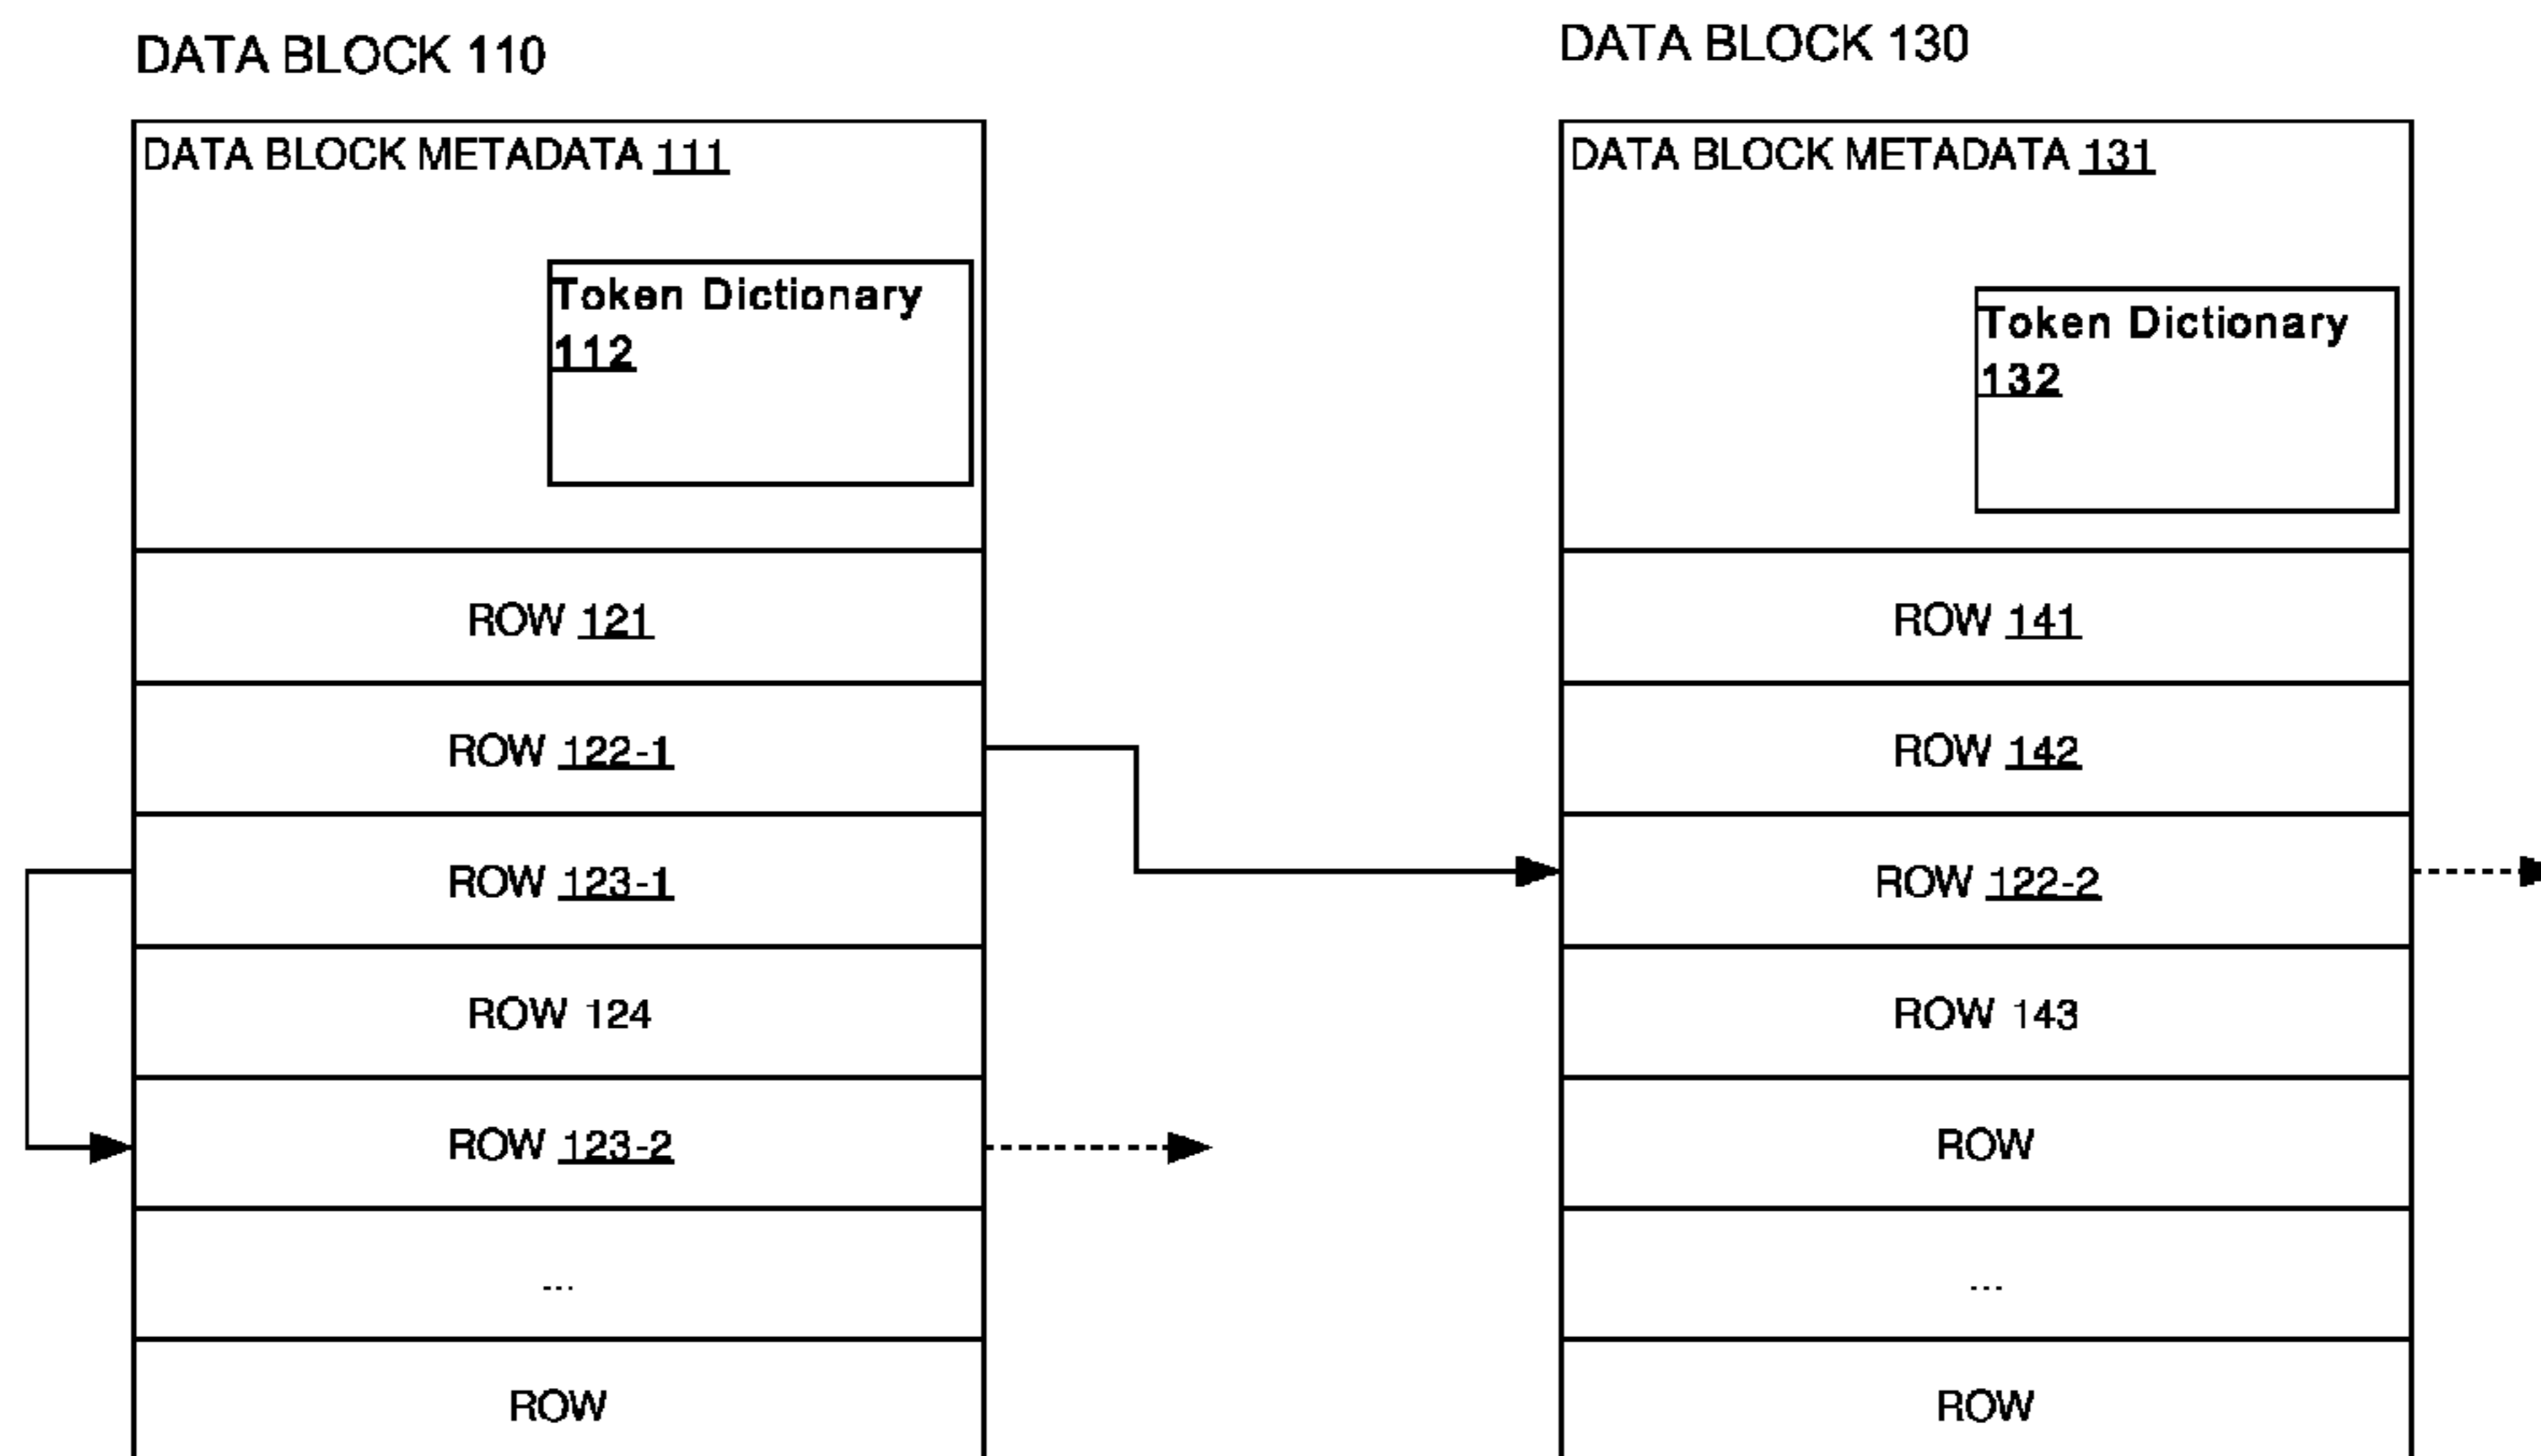 DATA BLOCK 110
DATA BLOCK METADATA 111
Token Dictionary
112
ROW 121
ROW 122-1
ROW 123-1
ROW 124
ROW 123-2
...
ROW
DATA BLOCK 130
DATA BLOCK METADATA 131
Token Dictionary
132
ROW 141
ROW 142
ROW 122-2
ROW 143
ROW
...
ROW